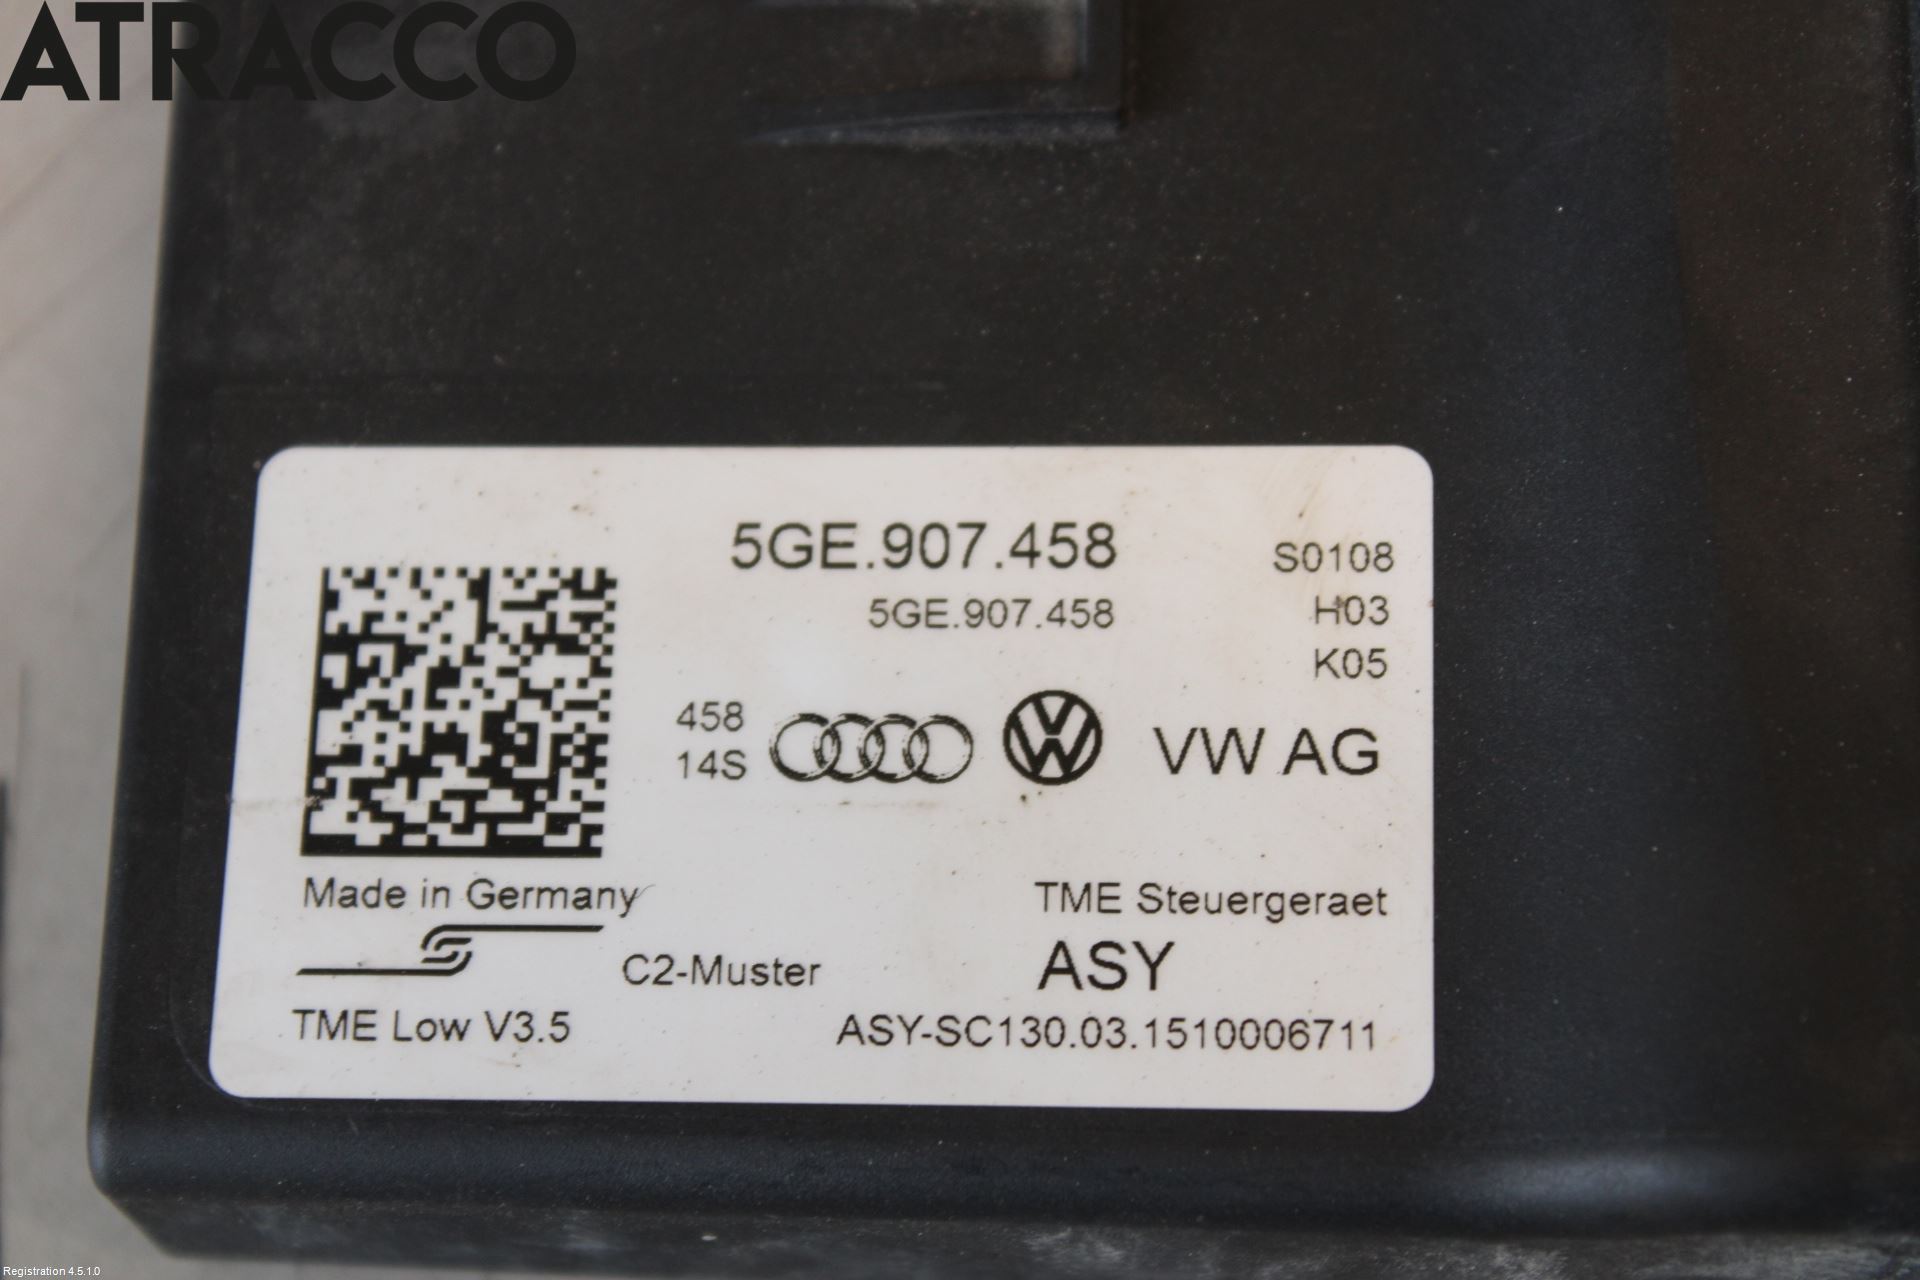 ATRACCO
5GE.907.458
S0108
5GE.907.458
H03
K05
458
14S
VW AG
Made in Germany
TME Steuergeraet
C2-Muster
ASY
TME Low V3.5
ASY-SC130.03.1510006711
Registration 4.5.1.0